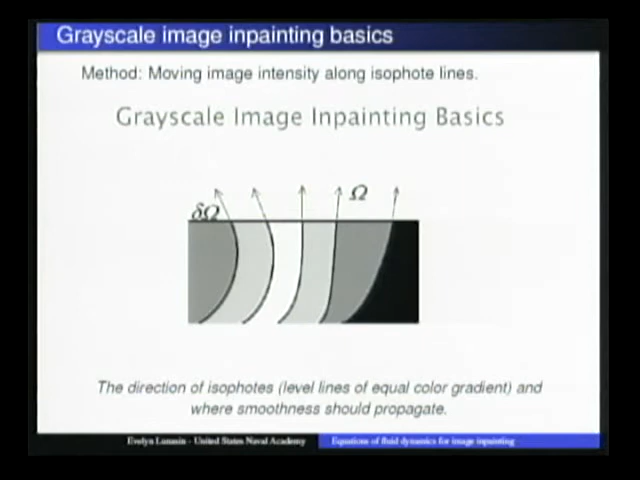 Grayscale image inpainting basics
Method: Moving image intensity along isophote lines.
Grayscale Image Inpainting Basics
δΩ
Ω
The direction of isophotes (level lines of equal color gradient) and
where smoothness should propagate.
Evelyn Lunasin - United States Naval Academy
Equations of fluid dynamics for image inpainting